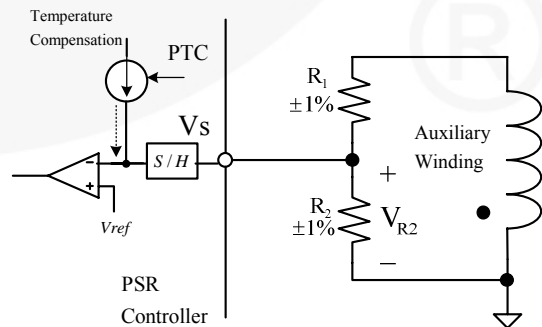 Temperature
Compensation
PTC
Vs
S / H
Vref
PSR
Controller
R1
±1%
R2
±1%
+
VR2
−
Auxiliary
Winding
−
+
®